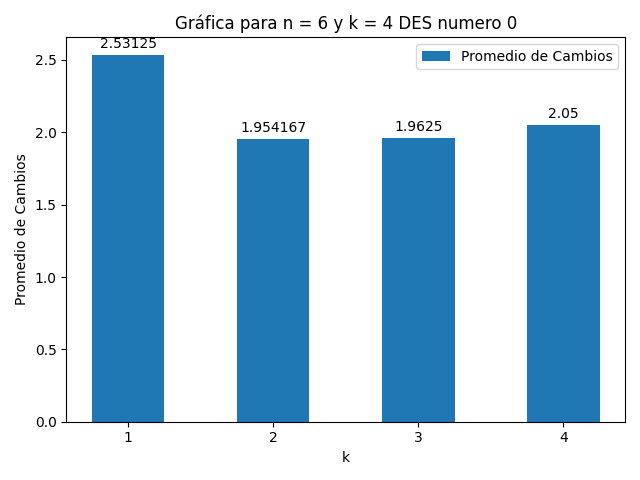 Gráfica para n = 6 y k = 4 DES numero 0
Promedio de Cambios
2.53125
1.954167
1.9625
2.05
2.5
2.0
1.5
1.0
0.5
0.0
Promedio de Cambios
1 2 3 4
k